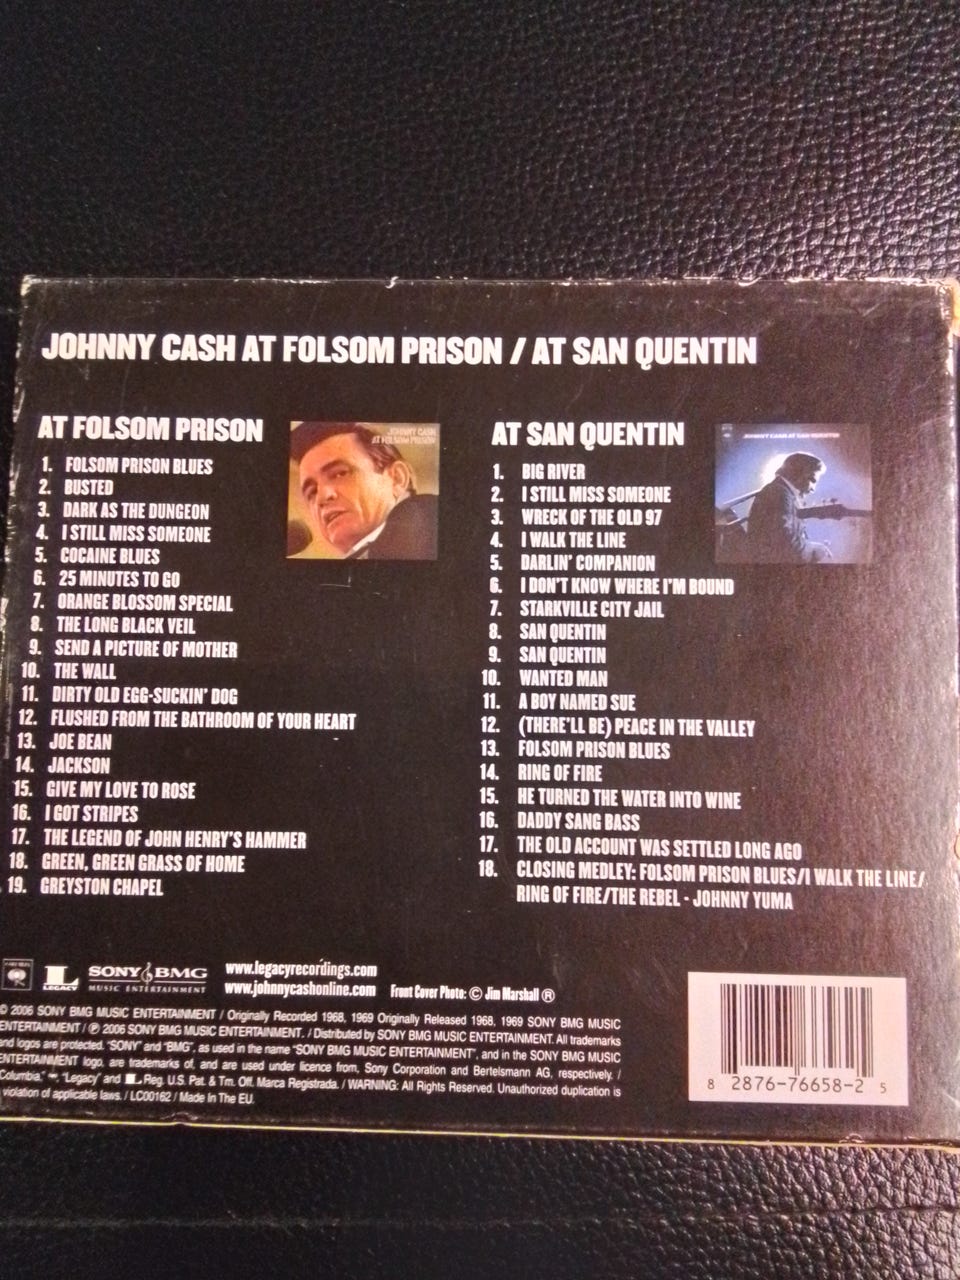 JOHNNY CASH AT FOLSOM PRISON / AT SAN QUENTIN
AT FOLSOM PRISON
JOHNNY CASH
AT FOLSOM PRISON
1. FOLSOM PRISON BLUES
2. BUSTED
3. DARK AS THE DUNGEON
4. I STILL MISS SOMEONE
5. COCAINE BLUES
6. 25 MINUTES TO GO
7. ORANGE BLOSSOM SPECIAL
8. THE LONG BLACK VEIL
9. SEND A PICTURE OF MOTHER
10. THE WALL
11. DIRTY OLD EGG-SUCKIN' DOG
12. FLUSHED FROM THE BATHROOM OF YOUR HEART
13. JOE BEAN
14. JACKSON
15. GIVE MY LOVE TO ROSE
16. I GOT STRIPES
17. THE LEGEND OF JOHN HENRY'S HAMMER
18. GREEN, GREEN GRASS OF HOME
19. GREYSTON CHAPEL
AT SAN QUENTIN
JOHNNY CASH AT SAN QUENTIN
1. BIG RIVER
2. I STILL MISS SOMEONE
3. WRECK OF THE OLD 97
4. I WALK THE LINE
5. DARLIN' COMPANION
6. I DON'T KNOW WHERE I'M BOUND
7. STARKVILLE CITY JAIL
8. SAN QUENTIN
9. SAN QUENTIN
10. WANTED MAN
11. A BOY NAMED SUE
12. (THERE'LL BE) PEACE IN THE VALLEY
13. FOLSOM PRISON BLUES
14. RING OF FIRE
15. HE TURNED THE WATER INTO WINE
16. DADDY SANG BASS
17. THE OLD ACCOUNT WAS SETTLED LONG AGO
18. CLOSING MEDLEY: FOLSOM PRISON BLUES/I WALK THE LINE/
RING OF FIRE/THE REBEL - JOHNNY YUMA
LEGACY
SONY BMG
MUSIC ENTERTAINMENT
www.legacyrecordings.com
www.johnnycashonline.com Front Cover Photo: © Jim Marshall ®
© 2006 SONY BMG MUSIC ENTERTAINMENT / Originally Recorded 1968, 1969 Originally Released 1968, 1969 SONY BMG MUSIC
ENTERTAINMENT / ℗ 2006 SONY BMG MUSIC ENTERTAINMENT. / Distributed by SONY BMG MUSIC ENTERTAINMENT. All trademarks
and logos are protected. "SONY" and "BMG", as used in the name "SONY BMG MUSIC ENTERTAINMENT", and in the SONY BMG MUSIC
ENTERTAINMENT logo, are trademarks of, and are used under licence from, Sony Corporation and Bertelsmann AG, respectively. /
Columbia," "Legacy" and L Reg. U.S. Pat. & Tm. Off. Marca Registrada. / WARNING: All Rights Reserved. Unauthorized duplication is
violation of applicable laws. / LC00162 / Made In The EU.
8 2876-76658-2 5